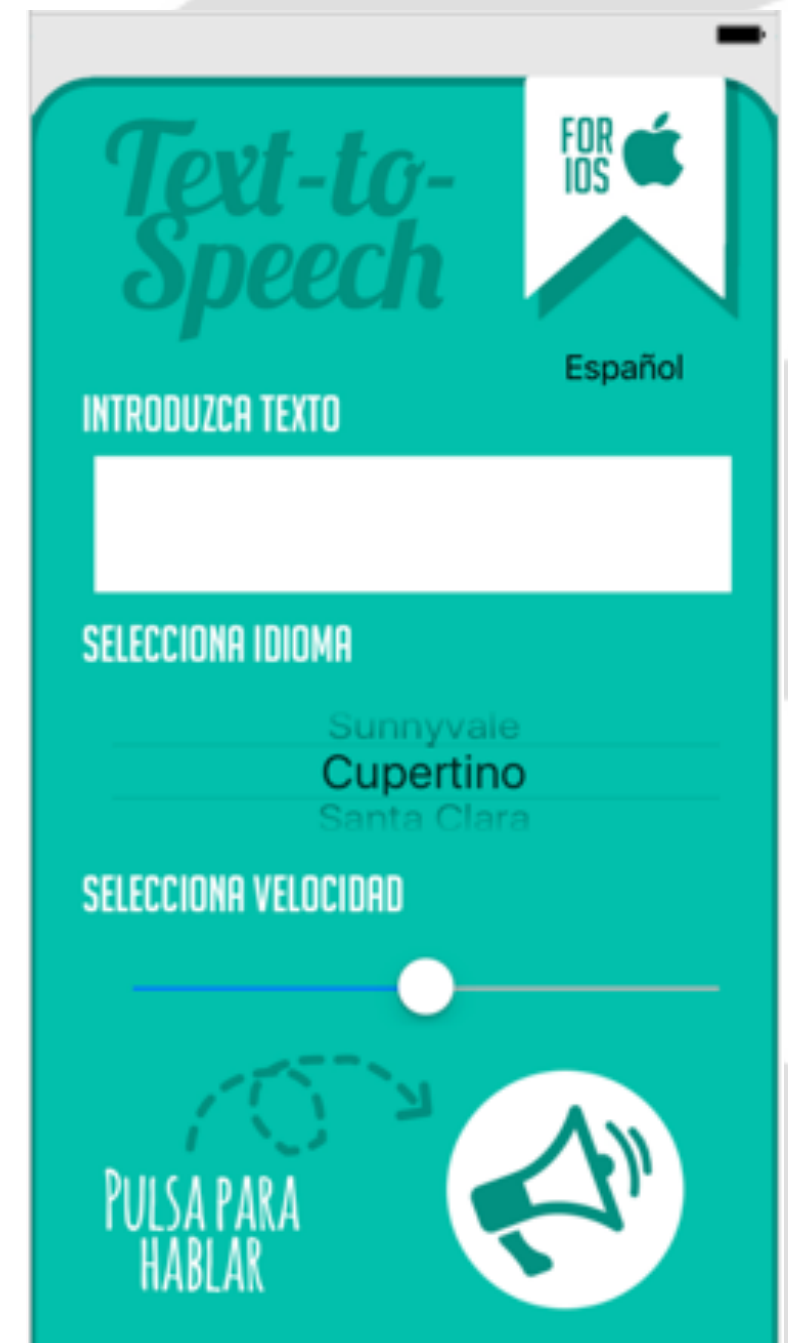 Text-to-
Speech
FOR
IOS
Español
INTRODUZCA TEXTO
SELECCIONA IDIOMA
Sunnyvale
Cupertino
Santa Clara
SELECCIONA VELOCIDAD
PULSA PARA
HABLAR